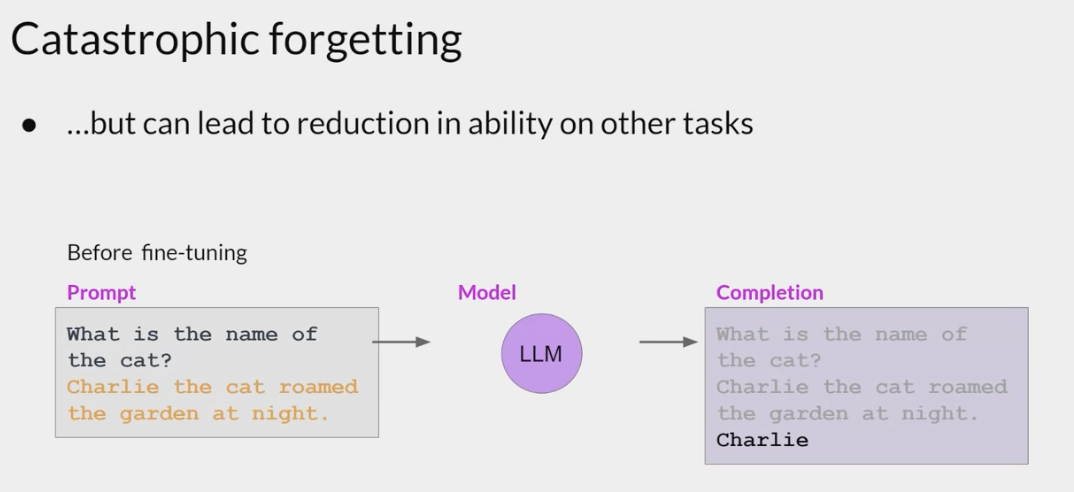 Catastrophic forgetting
● …but can lead to reduction in ability on other tasks
Before fine-tuning
Prompt
What is the name of
the cat?
Charlie the cat roamed
the garden at night.
Model
LLM
Completion
What is the name of
the cat?
Charlie the cat roamed
the garden at night.
Charlie